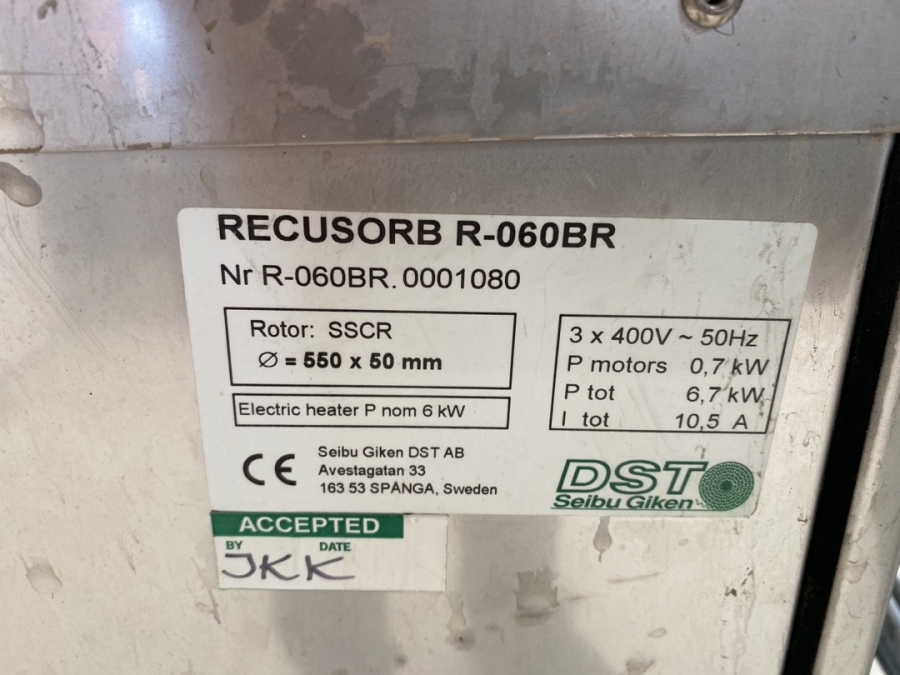 RECUSORB R-060BR
Nr R-060BR. 0001080
Rotor: SSCR
Ø = 550 x 50 mm
Electric heater P nom 6 kW
3 x 400V ~ 50Hz
P motors 0,7 kW
P tot 6,7 kW
I tot 10,5 A
CE
Seibu Giken DST AB
Avestagatan 33
163 53 SPÅNGA, Sweden
DST
Seibu Giken
ACCEPTED
BY DATE
JKK